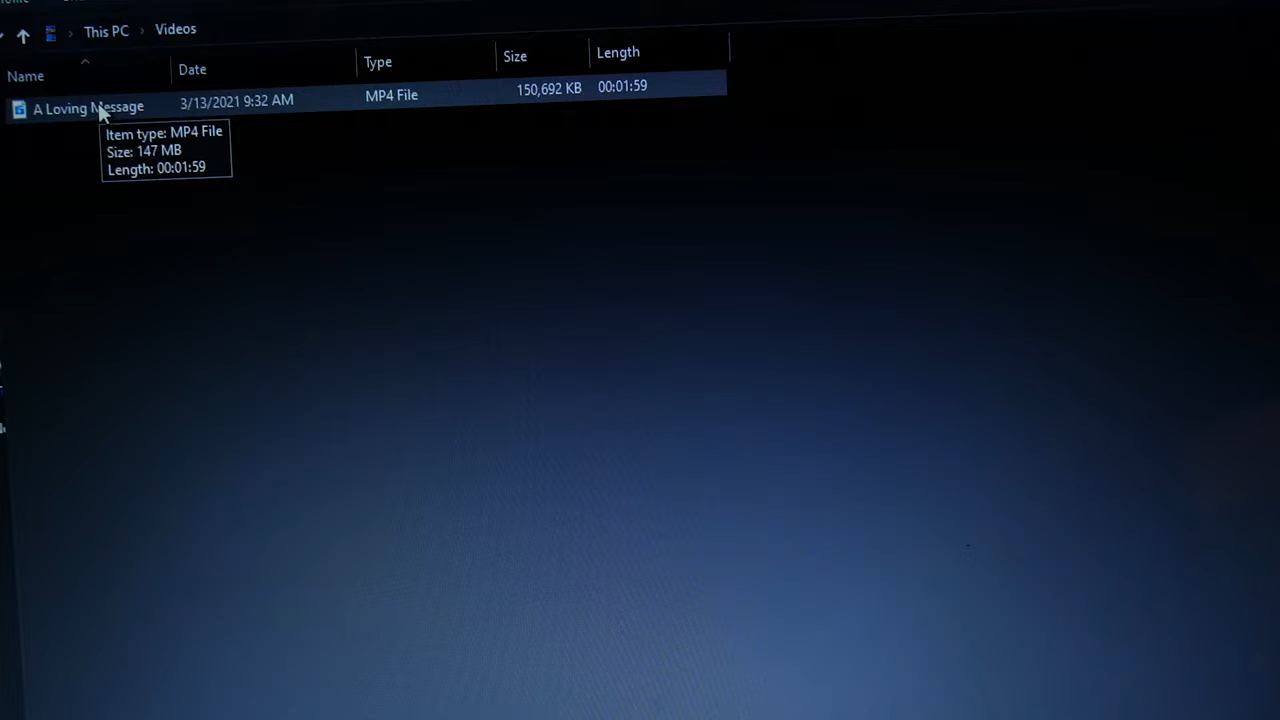 This PC > Videos
Name Date Type Size Length
A Loving Message 3/13/2021 9:32 AM MP4 File 150,692 KB 00:01:59
Item type: MP4 File
Size: 147 MB
Length: 00:01:59